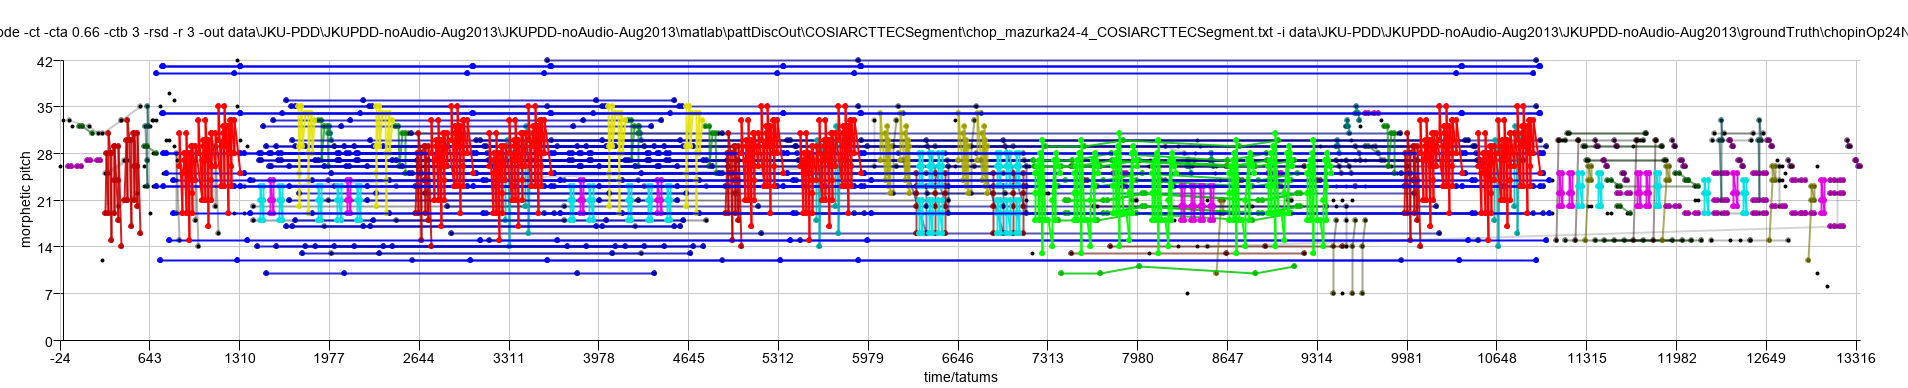 ode -ct -cta 0.66 -ctb 3 -rsd -r 3 -out data\JKU-PDD\JKUPDD-noAudio-Aug2013\JKUPDD-noAudio-Aug2013\matlab\pattDiscOut\COSIARCTTECSegment\chop_mazurka24-4_COSIARCTTECSegment.txt -i data\JKU-PDD\JKUPDD-noAudio-Aug2013\JKUPDD-noAudio-Aug2013\groundTruth\chopinOp24N
42
35
28
21
14
7
0
morphetic pitch
-24 643 1310 1977 2644 3311 3978 4645 5312 5979 6646 7313 7980 8647 9314 9981 10648 11315 11982 12649 13316
time/tatums